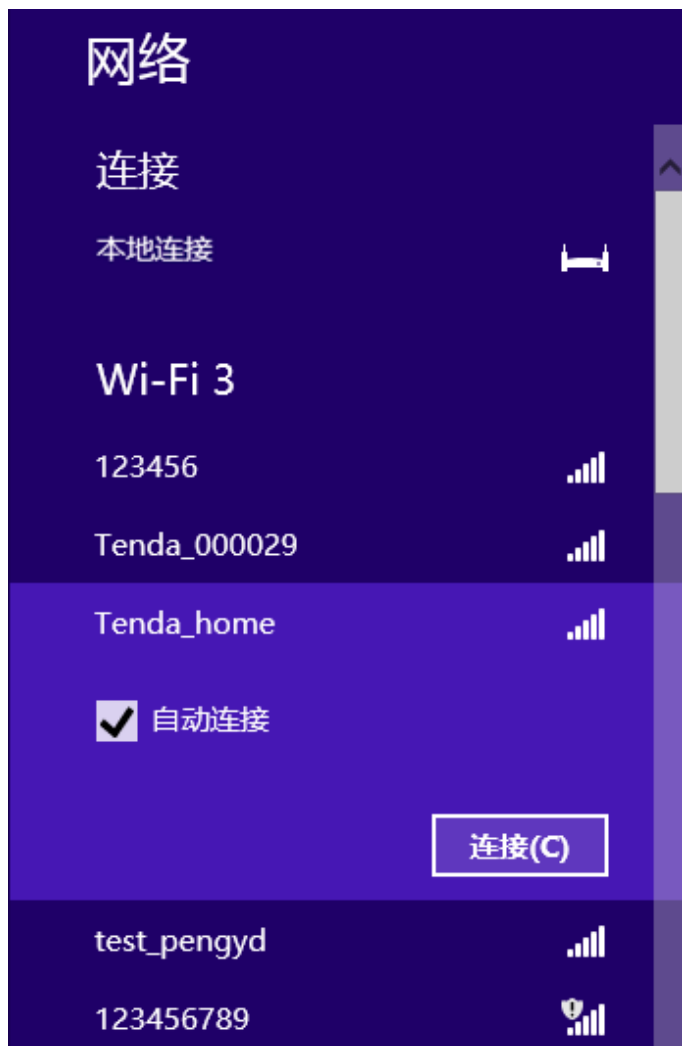 网络
连接
本地连接
Wi-Fi 3
123456
Tenda_000029
Tenda_home
自动连接
连接(C)
test_pengyd
123456789